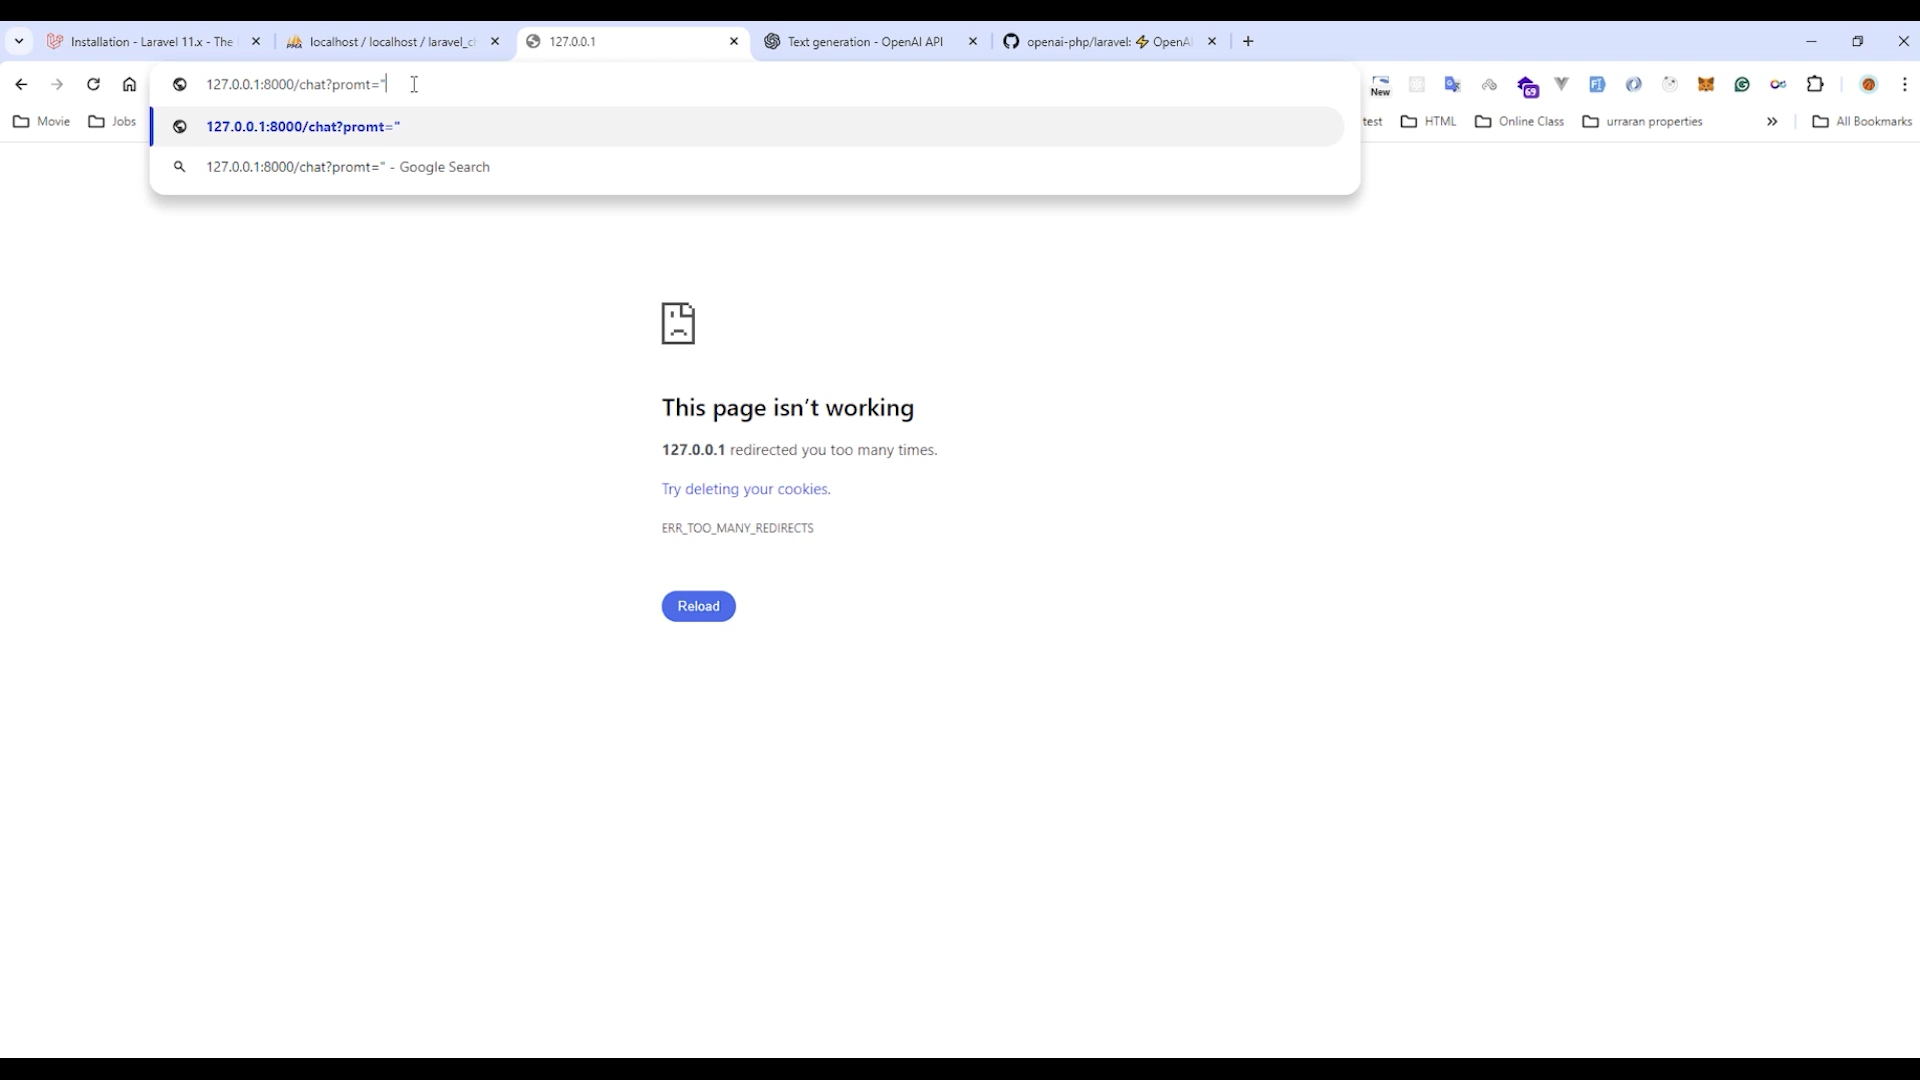 Installation - Laravel 11.x - The
localhost / localhost / laravel_c
127.0.0.1
Text generation - OpenAI API
openai-php/laravel: ⚡ OpenA
127.0.0.1:8000/chat?promt="
New
69
Movie
Jobs
127.0.0.1:8000/chat?promt="
test
HTML
Online Class
urraran properties
»
All Bookmarks
127.0.0.1:8000/chat?promt=" - Google Search
This page isn't working
127.0.0.1 redirected you too many times.
Try deleting your cookies.
ERR_TOO_MANY_REDIRECTS
Reload